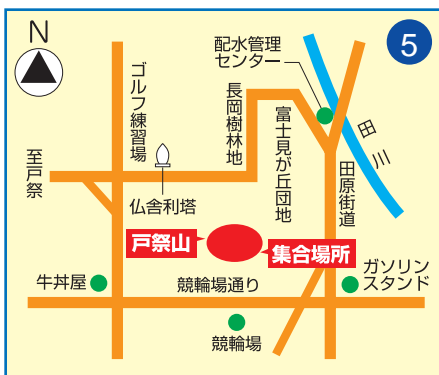 N
配水管理
センター
5
ゴルフ練習場
長岡樹林地
富士見が丘団地
田川
至戸祭
仏舎利塔
田原街道
戸祭山
集合場所
牛丼屋
競輪場通り
ガソリン
スタンド
競輪場